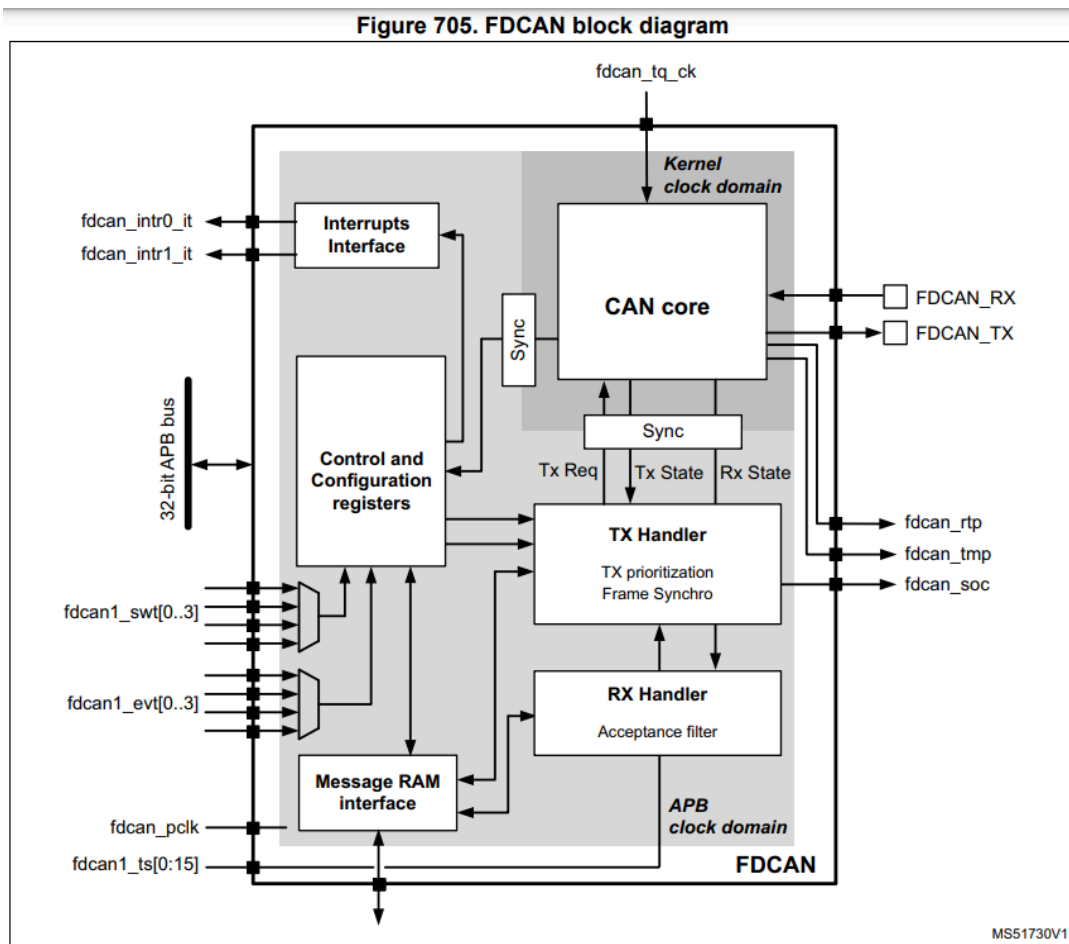 Figure 705. FDCAN block diagram
fdcan_tq_ck
Kernel
clock domain
fdcan_intr0_it
fdcan_intr1_it
Interrupts
Interface
CAN core
FDCAN_RX
FDCAN_TX
Sync
Sync
32-bit APB bus
Control and
Configuration
registers
Tx Req
Tx State
Rx State
TX Handler
TX prioritization
Frame Synchro
fdcan_rtp
fdcan_tmp
fdcan_soc
fdcan1_swt[0..3]
fdcan1_evt[0..3]
RX Handler
Acceptance filter
Message RAM
interface
APB
clock domain
fdcan_pclk
fdcan1_ts[0:15]
FDCAN
MS51730V1